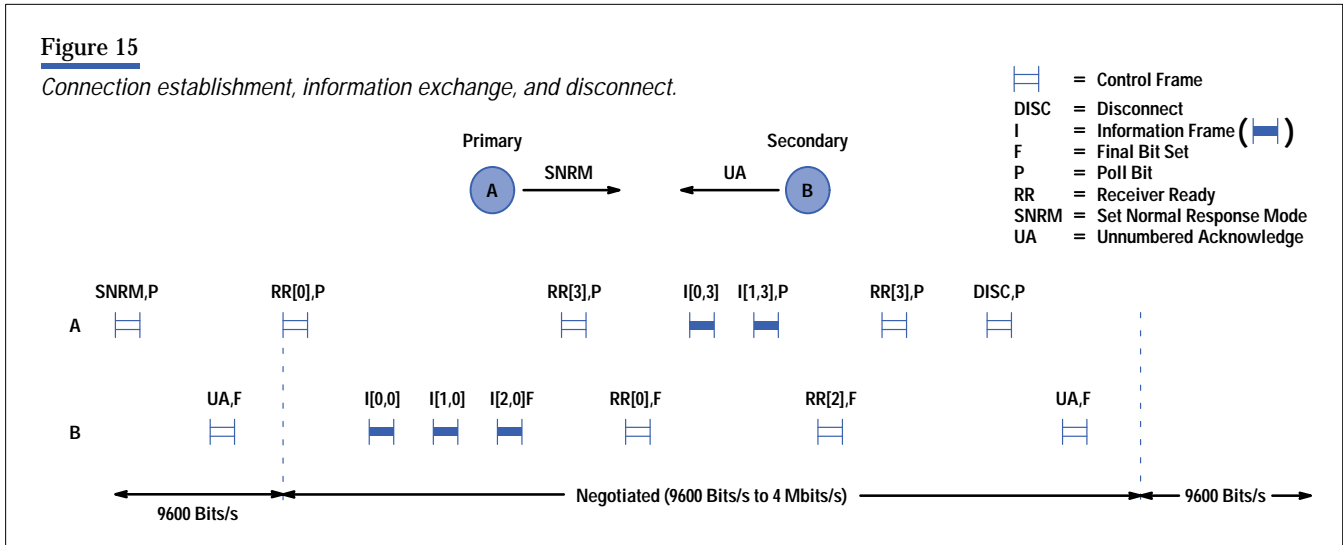 Figure 15
Connection establishment, information exchange, and disconnect.
= Control Frame
DISC = Disconnect
I = Information Frame ( )
F = Final Bit Set
P = Poll Bit
RR = Receiver Ready
SNRM = Set Normal Response Mode
UA = Unnumbered Acknowledge
Primary Secondary
A SNRM UA B
SNRM,P RR[0],P RR[3],P I[0,3] I[1,3],P RR[3],P DISC,P
A
UA,F I[0,0] I[1,0] I[2,0]F RR[0],F RR[2],F UA,F
B
9600 Bits/s Negotiated (9600 Bits/s to 4 Mbits/s) 9600 Bits/s